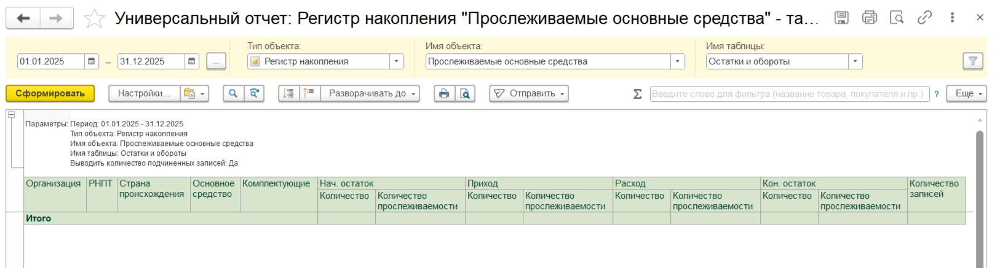 Универсальный отчет: Регистр накопления "Прослеживаемые основные средства" - та...
Тип объекта: Имя объекта: Имя таблицы:
01.01.2025 – 31.12.2025 ... Регистр накопления Прослеживаемые основные средства Остатки и обороты
Сформировать Настройки... Разворачивать до Отправить Σ Введите слово для фильтра (название товара, покупателя и пр.) ? Еще
Параметры: Период: 01.01.2025 - 31.12.2025
Тип объекта: Регистр накопления
Имя объекта: Прослеживаемые основные средства
Имя таблицы: Остатки и обороты
Выводить количество подчиненных записей: Да
Организация РНПТ Страна Основное Комплектующие Нач. остаток Приход Расход Кон. остаток Количество
происхождения средство Количество Количество Количество Количество Количество Количество Количество Количество записей
прослеживаемости прослеживаемости прослеживаемости прослеживаемости
Итого